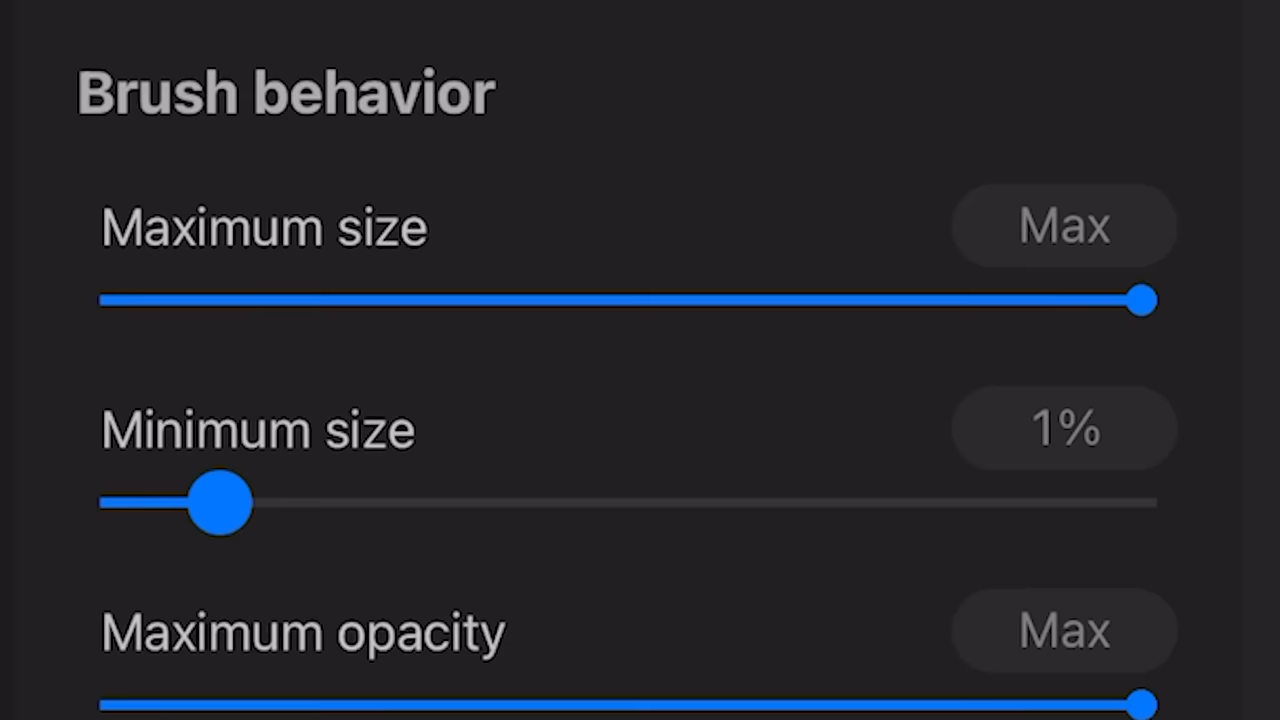 Brush behavior
Maximum size Max
Minimum size 1%
Maximum opacity Max